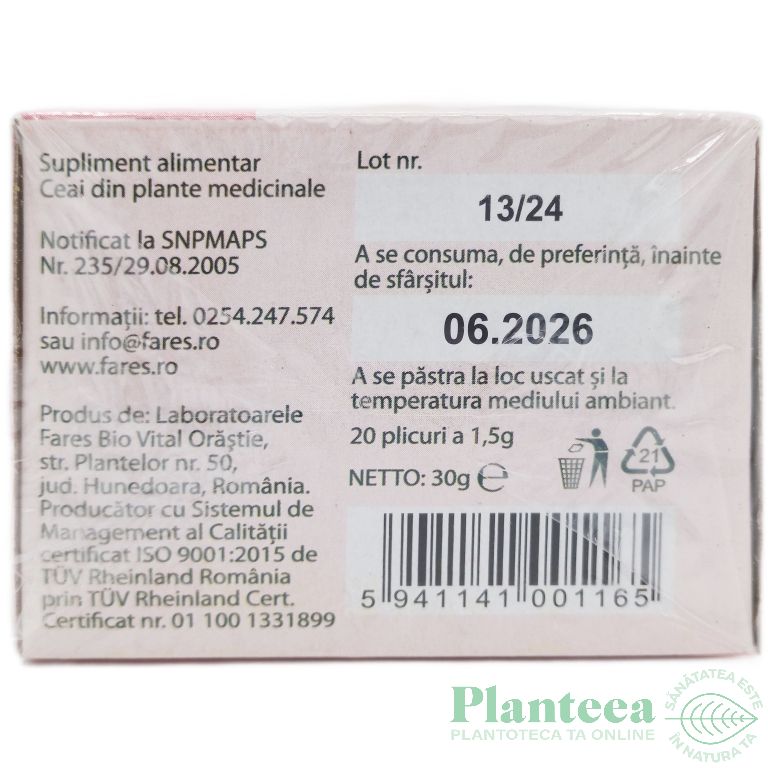 Supliment alimentar
Ceai din plante medicinale
Notificat la SNPMAPS
Nr. 235/29.08.2005
Informații: tel. 0254.247.574
sau info@fares.ro
www.fares.ro
Produs de: Laboratoarele
Fares Bio Vital Orăștie,
str. Plantelor nr. 50,
jud. Hunedoara, România.
Producător cu Sistemul de
Management al Calității
certificat ISO 9001:2015 de
TÜV Rheinland România
prin TÜV Rheinland Cert.
Certificat nr. 01 100 1331899
Lot nr.
13/24
A se consuma, de preferință, înainte
de sfârșitul:
06.2026
A se păstra la loc uscat și la
temperatura mediului ambiant.
20 plicuri a 1,5g
NETTO: 30g ℮
21
PAP
5 941141 001165
Planteea
PLANTOTECA TA ONLINE
SĂNĂTATEA ESTE
ÎN NATURA TA